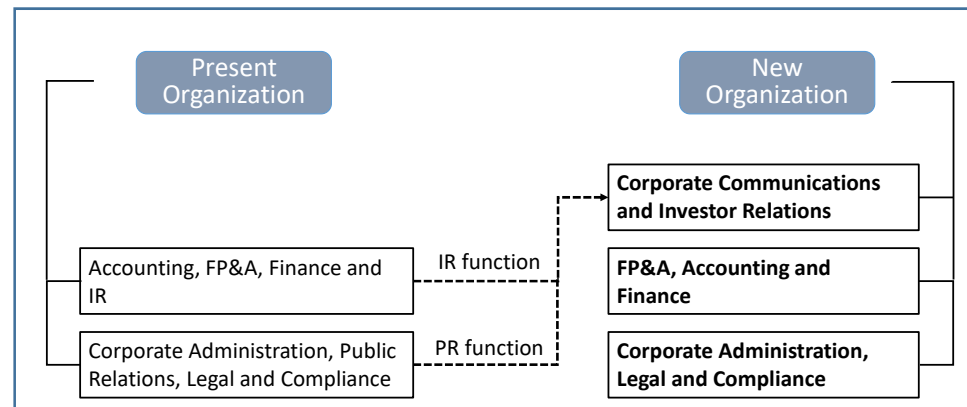 Present
Organization
New
Organization
Corporate Communications
and Investor Relations
Accounting, FP&A, Finance and
IR
IR function
FP&A, Accounting and
Finance
Corporate Administration, Public
Relations, Legal and Compliance
PR function
Corporate Administration,
Legal and Compliance